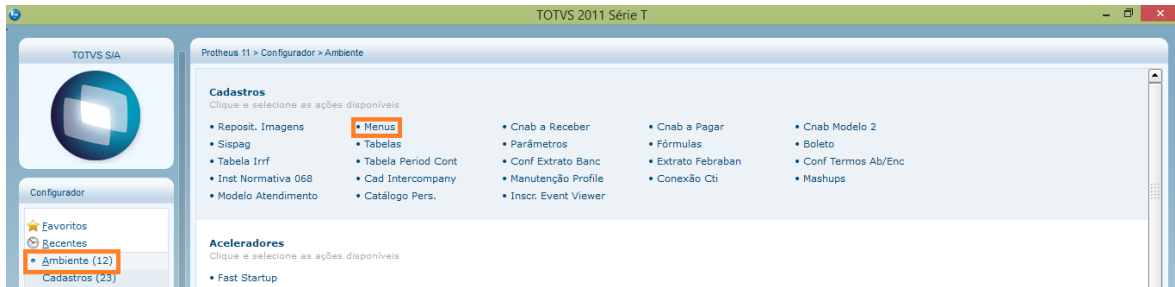 TOTVS 2011 Série T
TOTVS S/A
Configurador
Favoritos
Recentes
• Ambiente (12)
Cadastros (23)
Protheus 11 > Configurador > Ambiente
Cadastros
Clique e selecione as ações disponíveis
• Reposit. Imagens • Menus • Cnab a Receber • Cnab a Pagar • Cnab Modelo 2
• Sispag • Tabelas • Parâmetros • Fórmulas • Boleto
• Tabela Irrf • Tabela Period Cont • Conf Extrato Banc • Extrato Febraban • Conf Termos Ab/Enc
• Inst Normativa 068 • Cad Intercompany • Manutenção Profile • Conexão Cti • Mashups
• Modelo Atendimento • Catálogo Pers. • Inscr. Event Viewer
Aceleradores
Clique e selecione as ações disponíveis
• Fast Startup